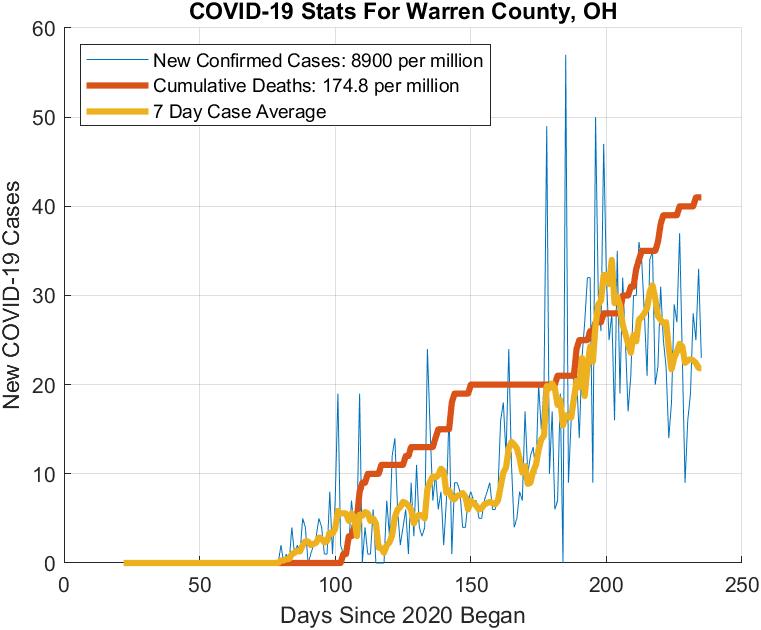 COVID-19 Stats For Warren County, OH
New Confirmed Cases: 8900 per million
Cumulative Deaths: 174.8 per million
7 Day Case Average
New COVID-19 Cases
60
50
40
30
20
10
0
0 50 100 150 200 250
Days Since 2020 Began